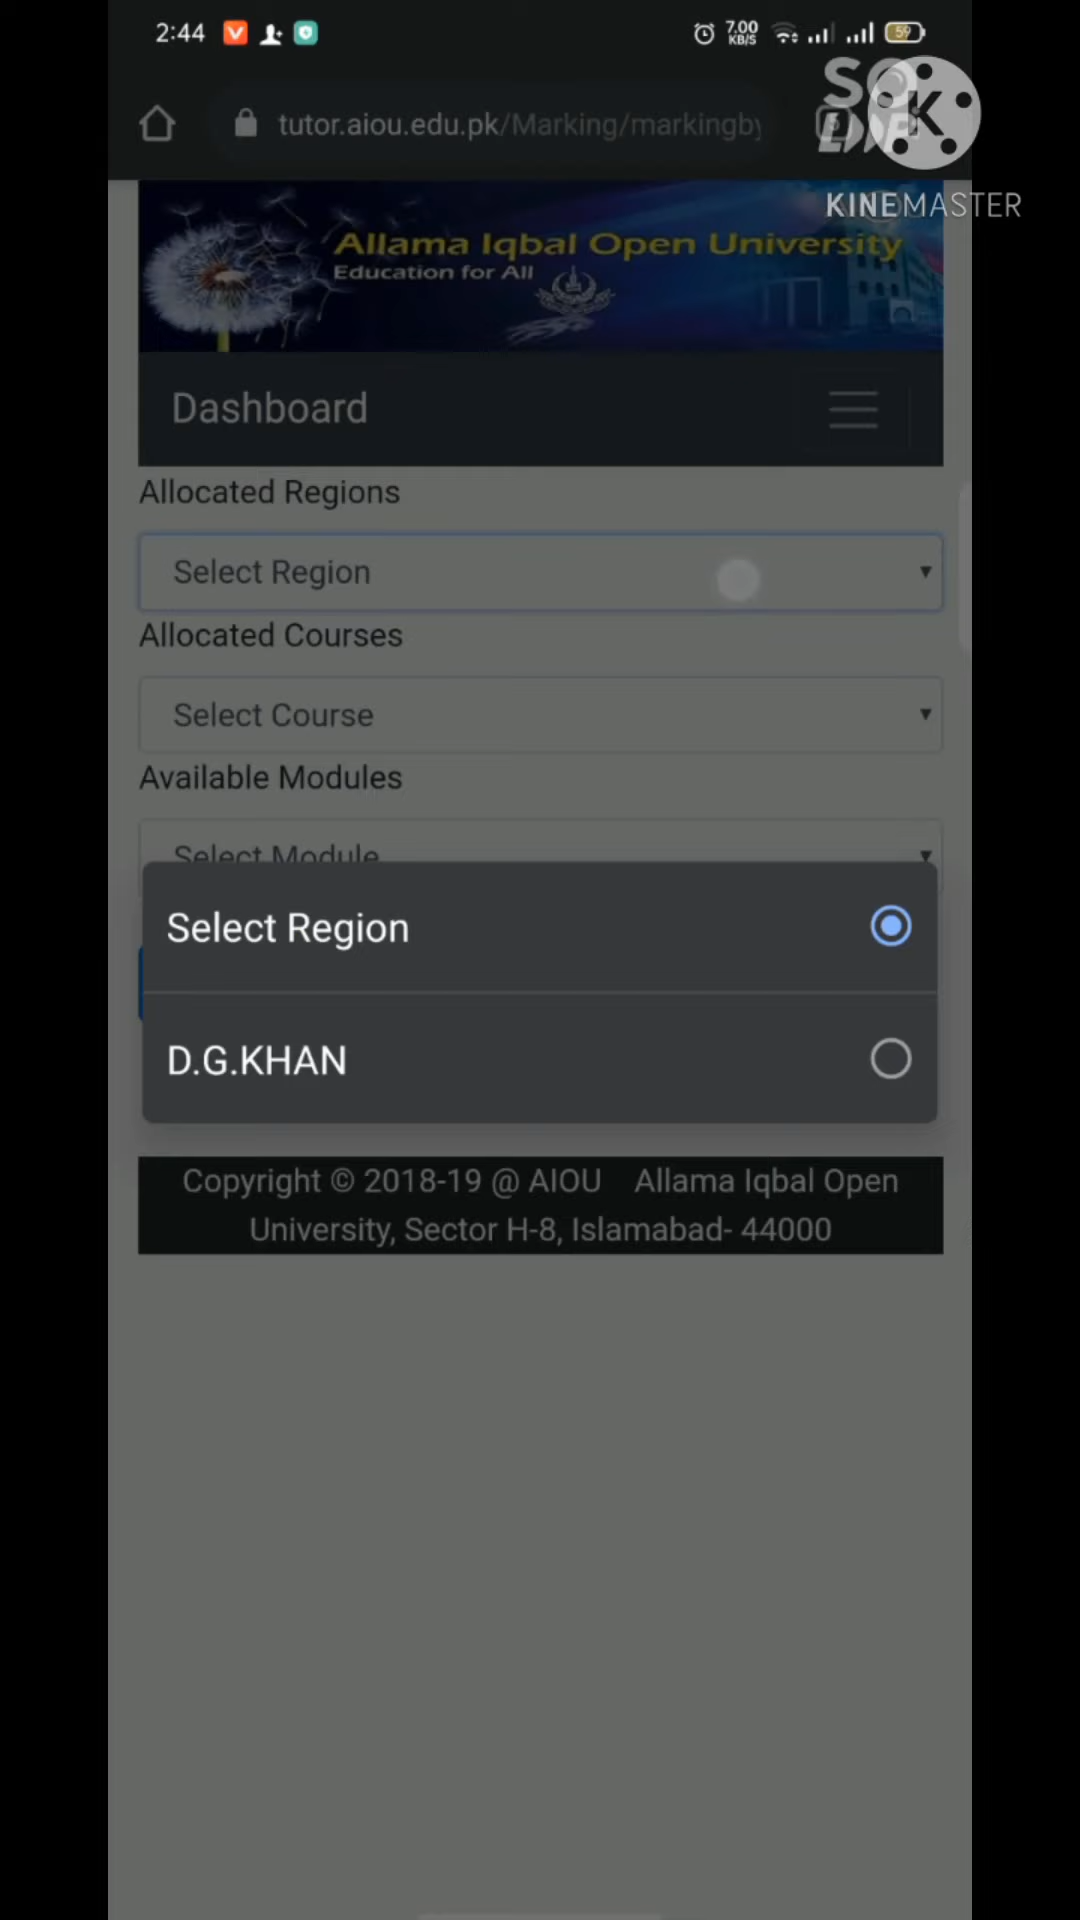 2:44
7.00
KB/S
59
tutor.aiou.edu.pk/Marking/markingby
K
KINEMASTER
Allama Iqbal Open University
Education for All
Dashboard
Allocated Regions
Select Region
Allocated Courses
Select Course
Available Modules
Select Module
Select Region
D.G.KHAN
Copyright © 2018-19 @ AIOU Allama Iqbal Open
University, Sector H-8, Islamabad- 44000